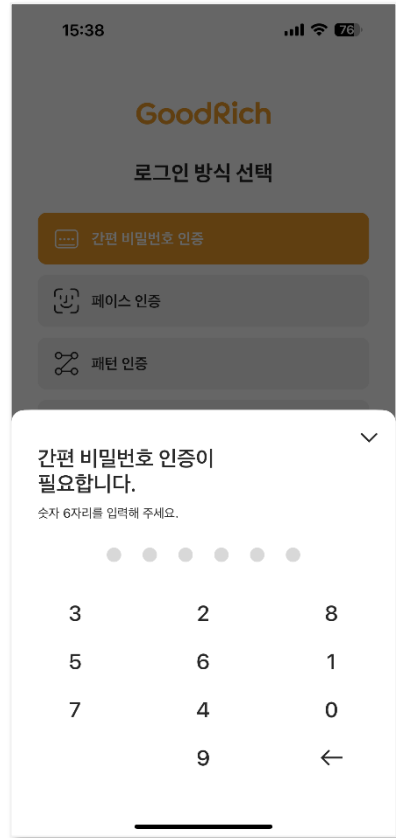 15:38
76
GoodRich
로그인 방식 선택
간편 비밀번호 인증
페이스 인증
패턴 인증
간편 비밀번호 인증이
필요합니다.
숫자 6자리를 입력해 주세요.
3 2 8
5 6 1
7 4 0
9